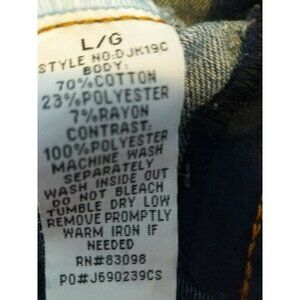 L/G
STYLE NO:DJK19C
BODY:
70%COTTON
23%POLYESTER
7%RAYON
CONTRAST:
100%POLYESTER
MACHINE WASH
SEPARATELY
WASH INSIDE OUT
DO NOT BLEACH
TUMBLE DRY LOW
REMOVE PROMPTLY
WARM IRON IF
NEEDED
RN#83098
PO#J690239CS